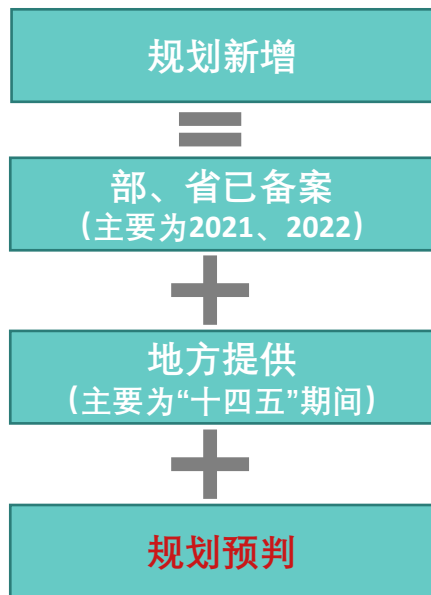 规划新增
=
部、省已备案
(主要为2021、2022)
+
地方提供
(主要为“十四五”期间)
+
规划预判